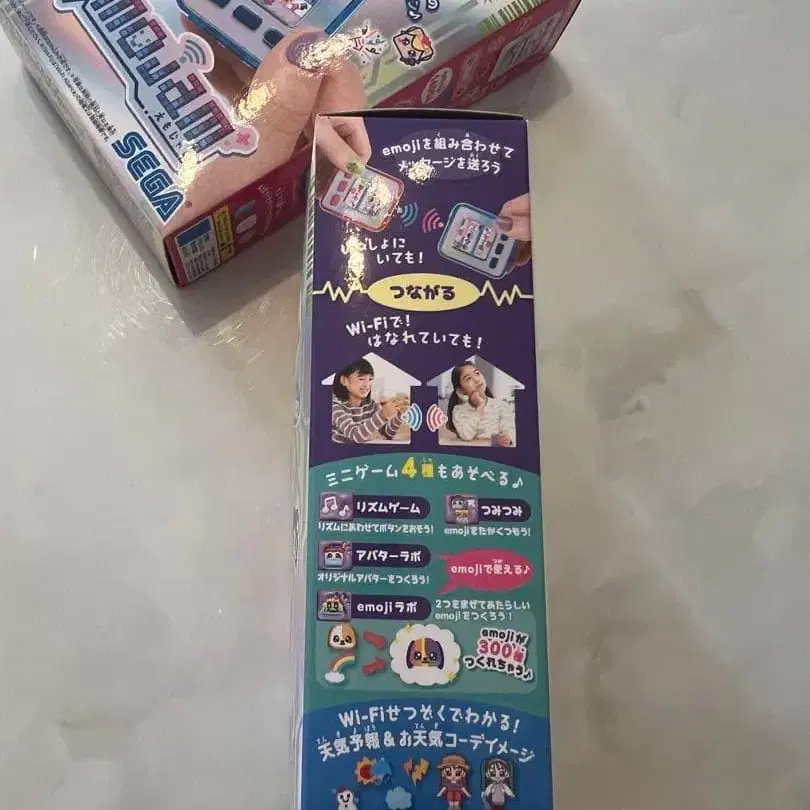 SEGA
emojiを組み合わせて
メッセージを送ろう
いっしょに
いても！
つながる
Wi-Fiで！
はなれていても！
ミニゲーム4種もあそべる♪
リズムゲーム
リズムにあわせてボタンをおそう！
つみつみ
emojiをたかくつもう！
アバターラボ
オリジナルアバターをつくろう！
emojiで使える♪
emojiラボ
2つをまぜてあたらしい
emojiをつくろう！
emojiが
300種
つくれちゃう♪
Wi-Fiせつぞくでわかる！
天気予報&お天気コーデイメージ